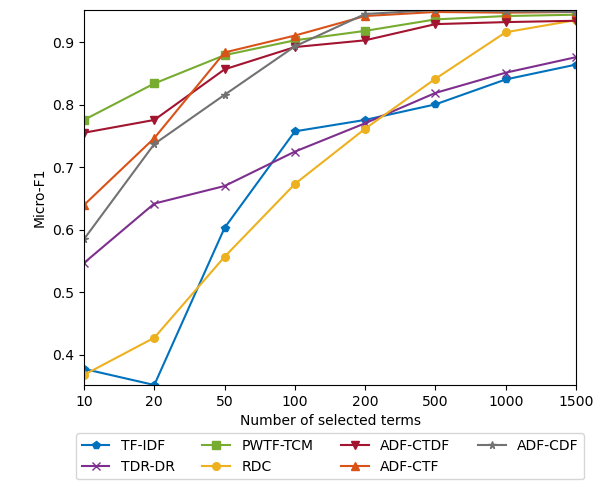 0.9
0.8
0.7
0.6
0.5
0.4
Micro-F1
10 20 50 100 200 500 1000 1500
Number of selected terms
TF-IDF PWTF-TCM ADF-CTDF ADF-CDF
TDR-DR RDC ADF-CTF